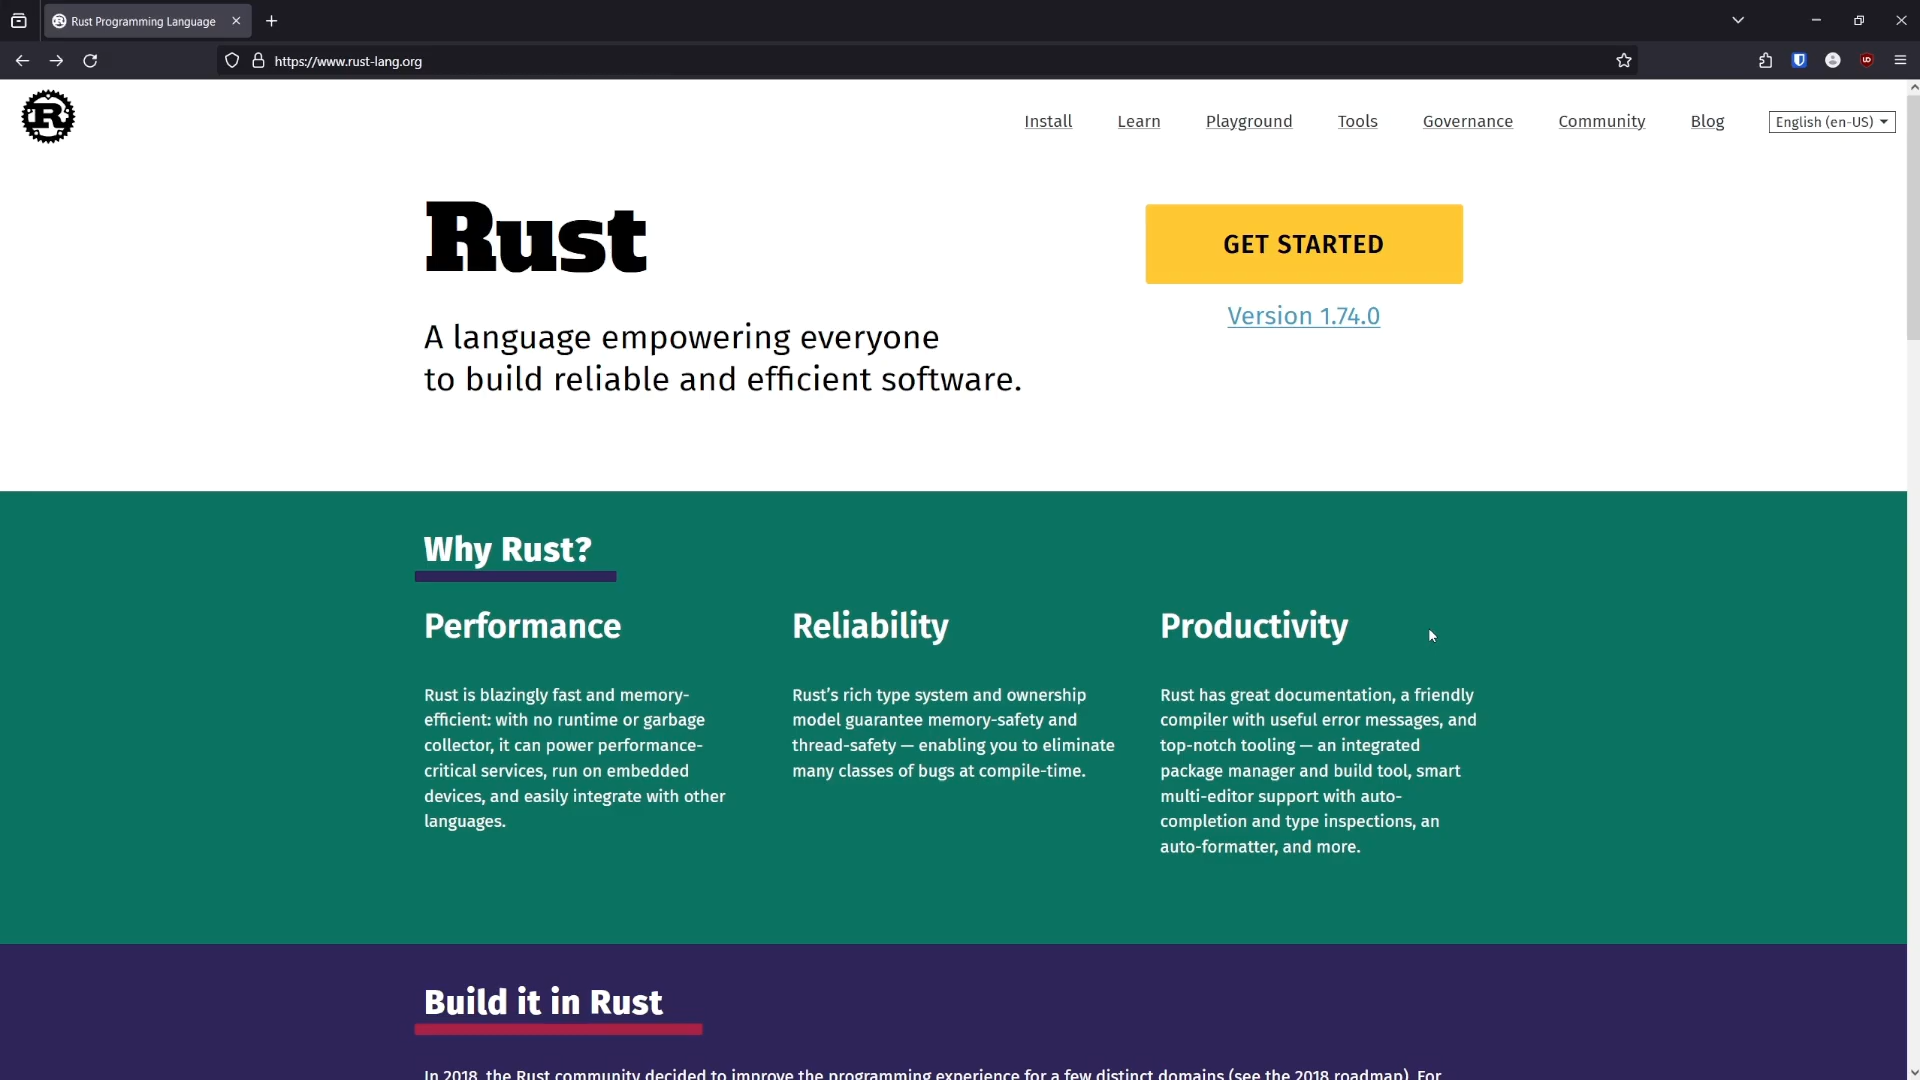 Rust Programming Language
https://www.rust-lang.org
Install Learn Playground Tools Governance Community Blog English (en-US)
Rust
A language empowering everyone
to build reliable and efficient software.
GET STARTED
Version 1.74.0
Why Rust?
Performance
Rust is blazingly fast and memory-
efficient: with no runtime or garbage
collector, it can power performance-
critical services, run on embedded
devices, and easily integrate with other
languages.
Reliability
Rust’s rich type system and ownership
model guarantee memory-safety and
thread-safety — enabling you to eliminate
many classes of bugs at compile-time.
Productivity
Rust has great documentation, a friendly
compiler with useful error messages, and
top-notch tooling — an integrated
package manager and build tool, smart
multi-editor support with auto-
completion and type inspections, an
auto-formatter, and more.
Build it in Rust
In 2018, the Rust community decided to improve the programming experience for a few distinct domains (see the 2018 roadmap). For